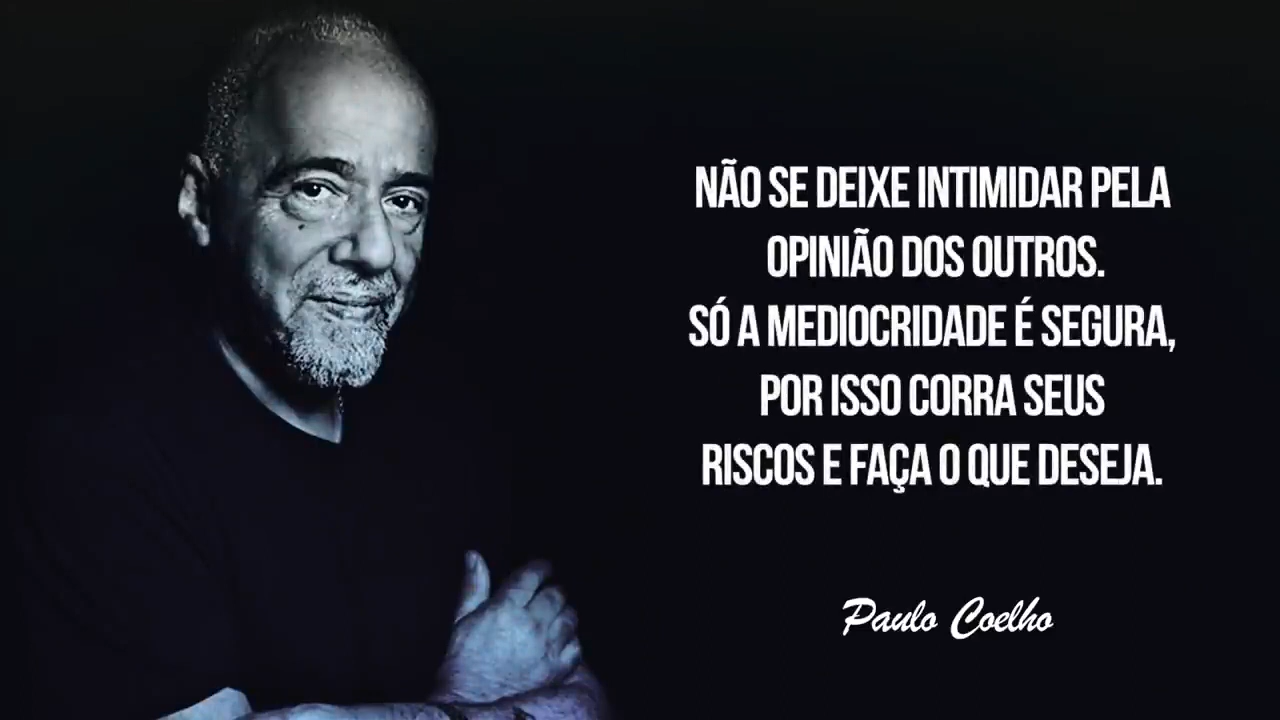 NÃO SE DEIXE INTIMIDAR PELA
OPINIÃO DOS OUTROS.
SÓ A MEDIOCRIDADE É SEGURA,
POR ISSO CORRA SEUS
RISCOS E FAÇA O QUE DESEJA.
Paulo Coelho